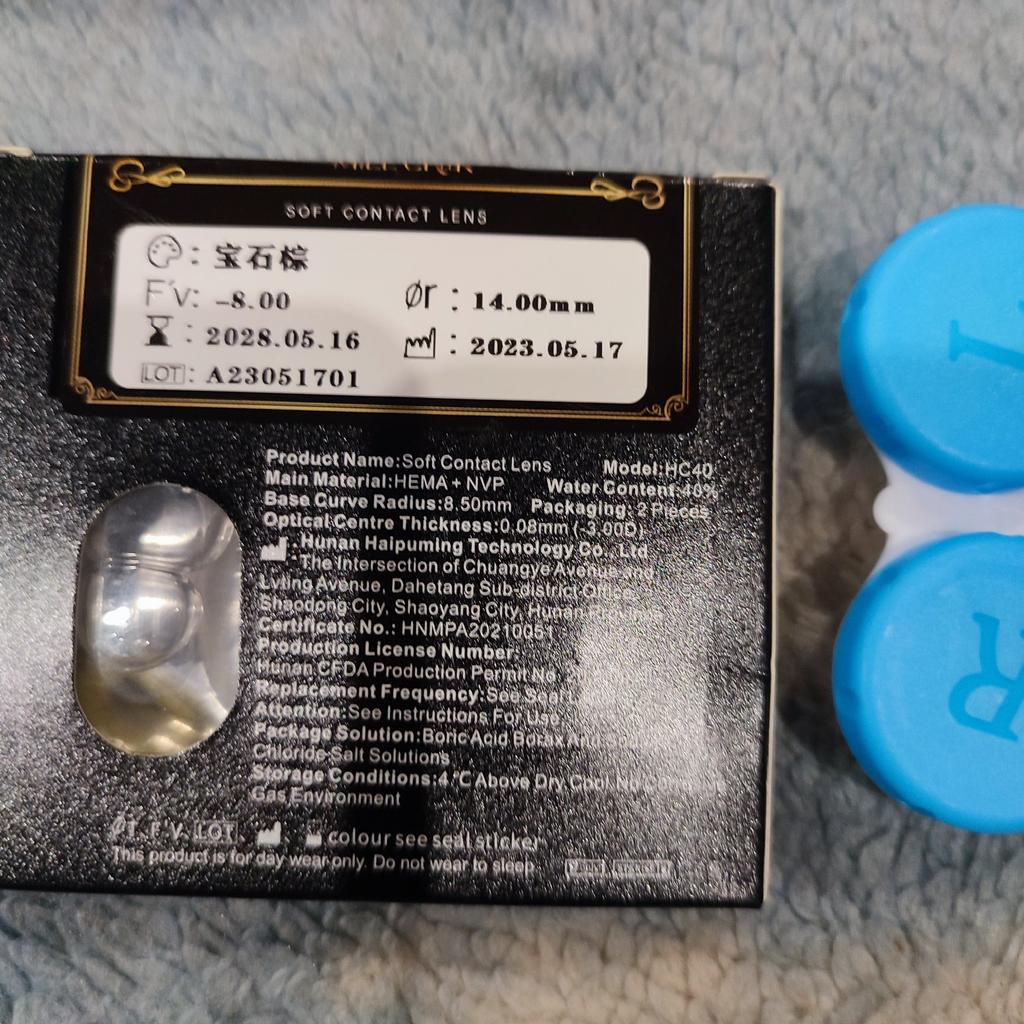 SOFT CONTACT LENS
: 宝石棕
F'v: -8.00 Ør : 14.00mm
: 2028.05.16 : 2023.05.17
LOT: A23051701
Product Name:Soft Contact Lens Model:HC40
Main Material:HEMA + NVP Water Content:40%
Base Curve Radius:8.50mm Packaging: 2 Pieces
Optical Centre Thickness:0.08mm (-3.00D)
Hunan Haipuming Technology Co., Ltd
The Intersection of Chuangye Avenue and
Lvting Avenue, Dahetang Sub-district Office,
Shaodong City, Shaoyang City, Hunan
Certificate No.: HNMPA20210051
Production License Number:
Hunan CFDA Production Permit No
Replacement Frequency:See
Attention:See Instructions For Use
Package Solution:Boric Acid Borax
Chloride Salt Solutions
Storage Conditions:4 ℃ Above Dry,Cool,
Gas Environment
Ør. F'v. LOT. colour see seal sticker
This product is for day wear only. Do not wear to sleep
L
R